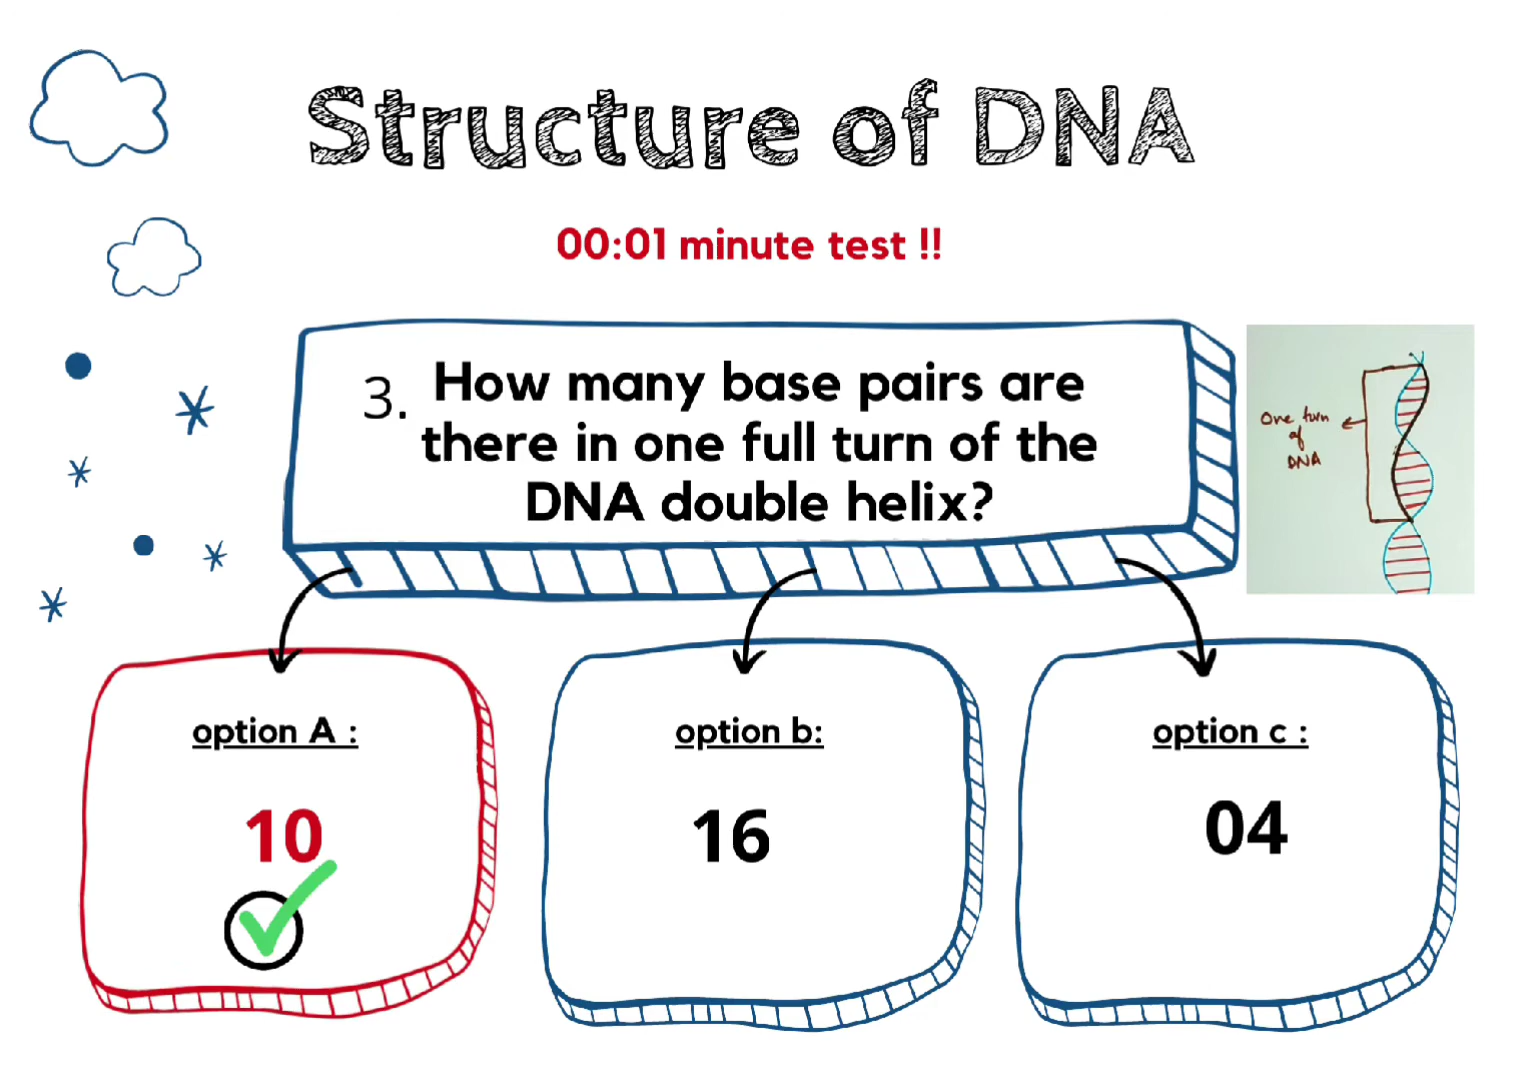 Structure of DNA
00:01 minute test !!
3. How many base pairs are
there in one full turn of the
DNA double helix?
One turn
of
DNA
option A :
10
option b:
16
option c :
04